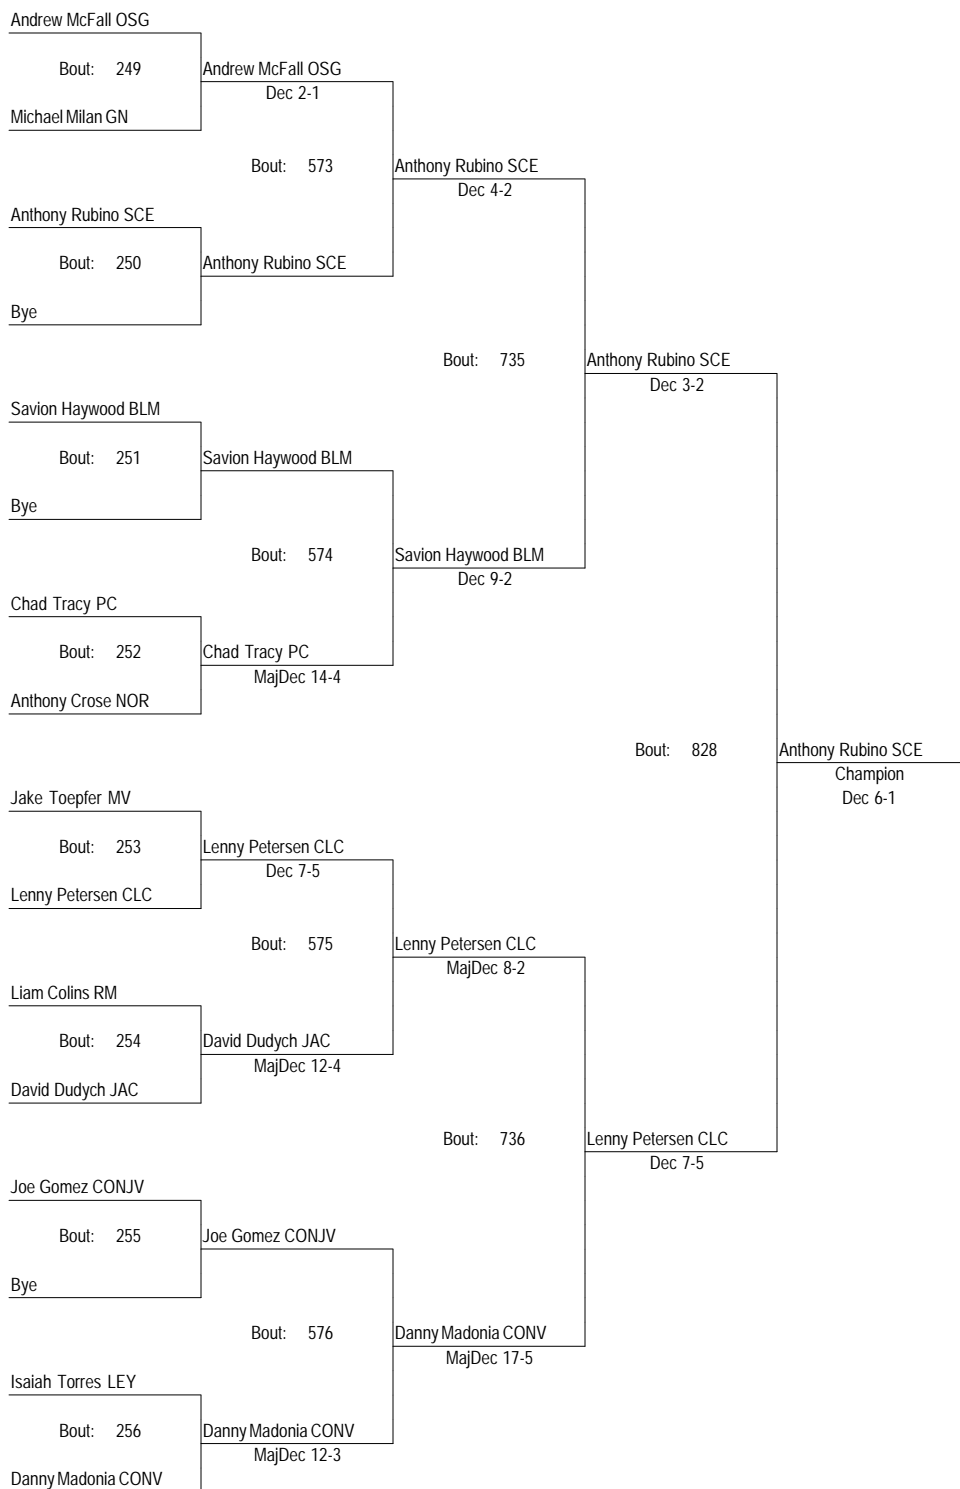 Andrew McFall OSG
Bout: 249
Andrew McFall OSG
Dec 2-1
Michael Milan GN
Bout: 573
Anthony Rubino SCE
Dec 4-2
Anthony Rubino SCE
Bout: 250
Anthony Rubino SCE
Bye
Bout: 735
Anthony Rubino SCE
Dec 3-2
Savion Haywood BLM
Bout: 251
Savion Haywood BLM
Bye
Bout: 574
Savion Haywood BLM
Dec 9-2
Chad Tracy PC
Bout: 252
Chad Tracy PC
MajDec 14-4
Anthony Crose NOR
Bout: 828
Anthony Rubino SCE
Champion
Dec 6-1
Jake Toepfer MV
Bout: 253
Lenny Petersen CLC
Dec 7-5
Lenny Petersen CLC
Bout: 575
Lenny Petersen CLC
MajDec 8-2
Liam Colins RM
Bout: 254
David Dudych JAC
MajDec 12-4
David Dudych JAC
Bout: 736
Lenny Petersen CLC
Dec 7-5
Joe Gomez CONJV
Bout: 255
Joe Gomez CONJV
Bye
Bout: 576
Danny Madonia CONV
MajDec 17-5
Isaiah Torres LEY
Bout: 256
Danny Madonia CONV
MajDec 12-3
Danny Madonia CONV